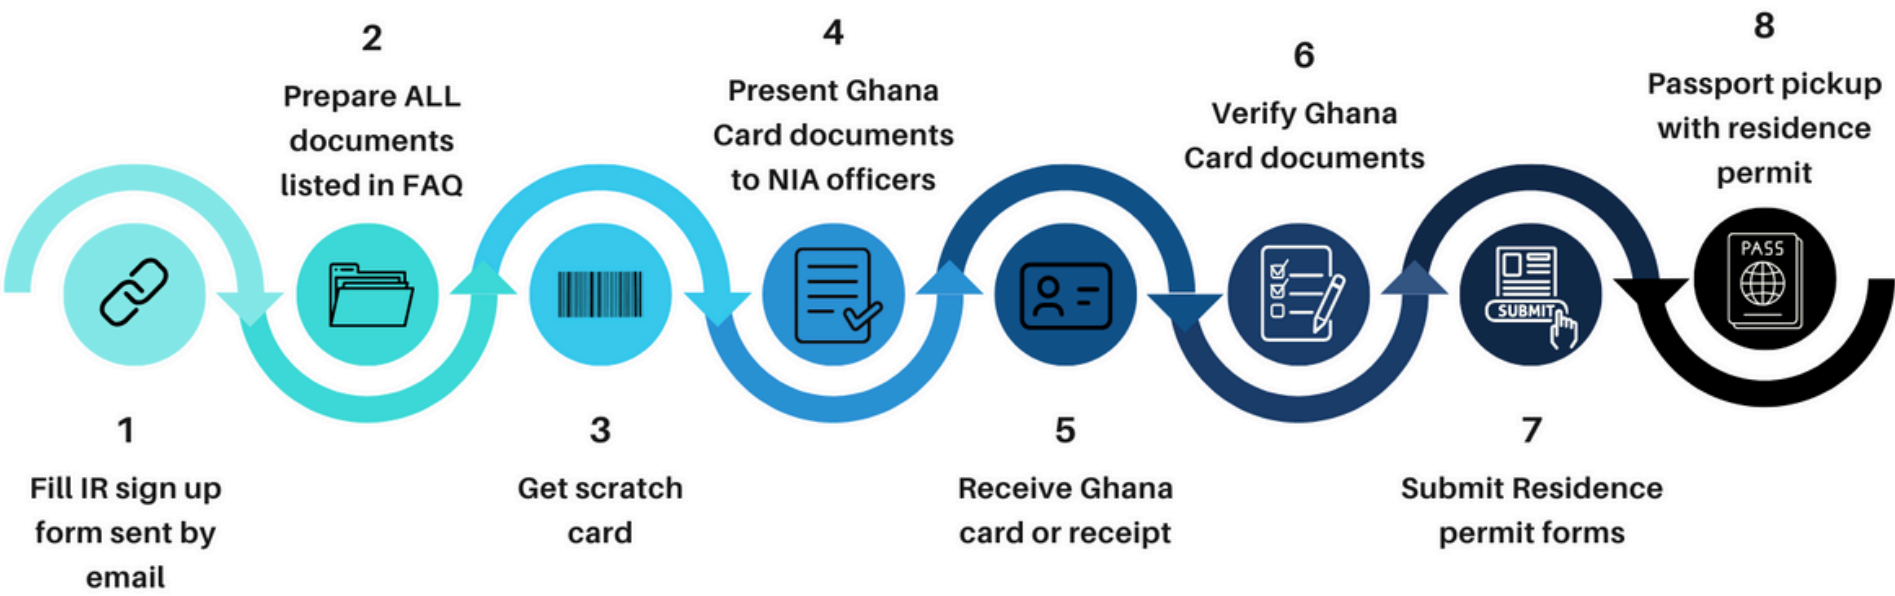 1
Fill IR sign up
form sent by
email
2
Prepare ALL
documents
listed in FAQ
3
Get scratch
card
4
Present Ghana
Card documents
to NIA officers
5
Receive Ghana
card or receipt
6
Verify Ghana
Card documents
7
Submit Residence
permit forms
SUBMIT
8
Passport pickup
with residence
permit
PASS